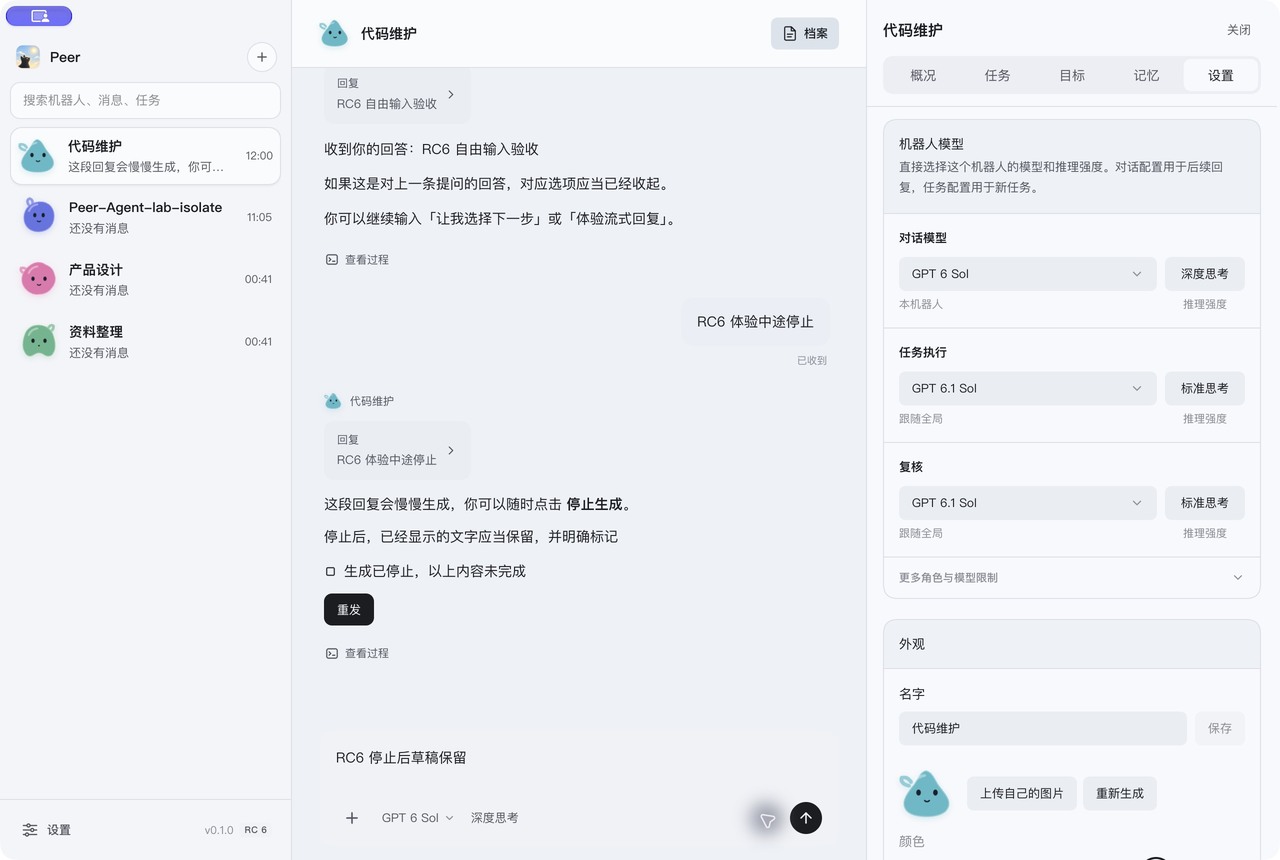 Peer
搜索机器人、消息、任务
代码维护
12:00
这段回复会慢慢生成，你可…
Peer-Agent-lab-isolate
11:05
还没有消息
产品设计
00:41
还没有消息
资料整理
00:41
还没有消息
设置
v0.1.0
RC 6
代码维护
档案
回复
RC6 自由输入验收
收到你的回答：RC6 自由输入验收
如果这是对上一条提问的回答，对应选项应当已经收起。
你可以继续输入「让我选择下一步」或「体验流式回复」。
查看过程
RC6 体验中途停止
已收到
代码维护
回复
RC6 体验中途停止
这段回复会慢慢生成，你可以随时点击 停止生成。
停止后，已经显示的文字应当保留，并明确标记
生成已停止，以上内容未完成
重发
查看过程
RC6 停止后草稿保留
GPT 6 Sol
深度思考
代码维护
关闭
概况
任务
目标
记忆
设置
机器人模型
直接选择这个机器人的模型和推理强度。对话配置用于后续回
复，任务配置用于新任务。
对话模型
GPT 6 Sol
深度思考
本机器人
推理强度
任务执行
GPT 6.1 Sol
标准思考
跟随全局
推理强度
复核
GPT 6.1 Sol
标准思考
跟随全局
推理强度
更多角色与模型限制
外观
名字
代码维护
保存
上传自己的图片
重新生成
颜色